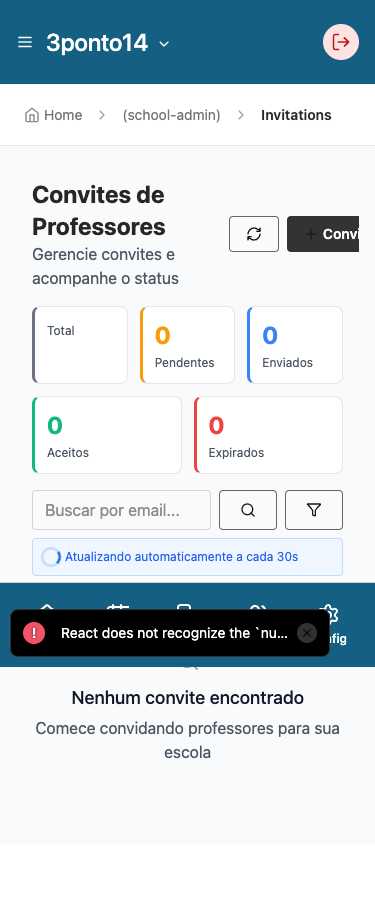 3ponto14
Home > (school-admin) > Invitations
Convites de
Professores
Gerencie convites e
acompanhe o status
+ Convi
Total
0
Pendentes
0
Enviados
0
Aceitos
0
Expirados
Buscar por email...
Atualizando automaticamente a cada 30s
! React does not recognize the `nu...
nfig
Nenhum convite encontrado
Comece convidando professores para sua
escola